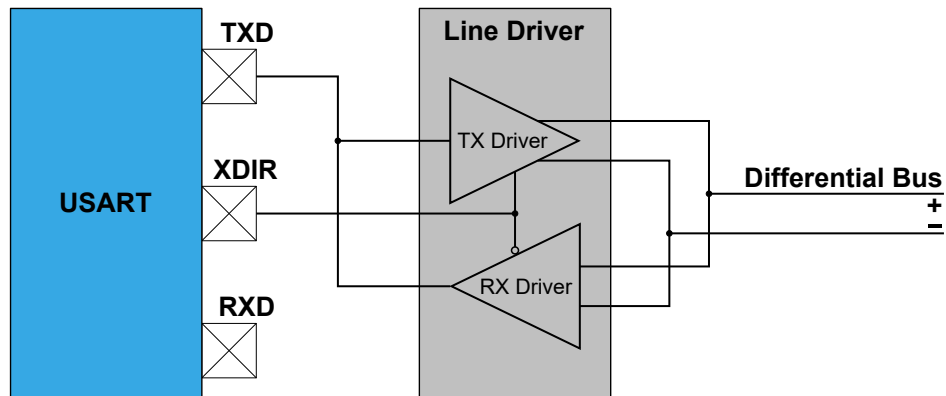 TXD
Line Driver
TX Driver
XDIR
USART
Differential Bus
+
−
RX Driver
RXD